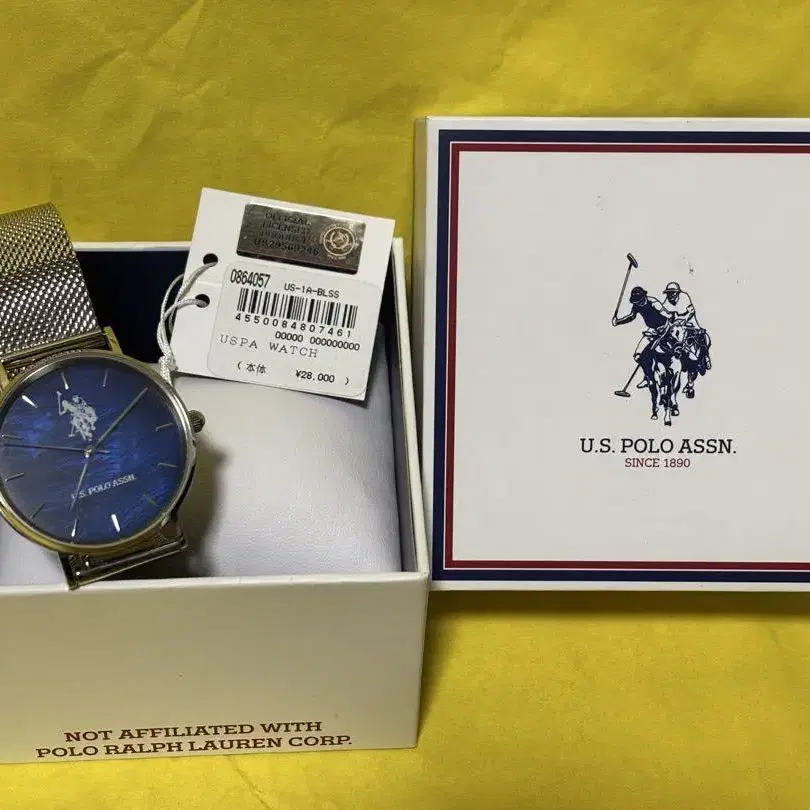 OFFICIAL
LICENSED
PRODUCT
0864057
US-1A-BLSS
4550084807461
00000 000000000
USPA WATCH
(本体 ¥28,000)
U.S. POLO ASSN.
U.S. POLO ASSN.
SINCE 1890
NOT AFFILIATED WITH
POLO RALPH LAUREN CORP.